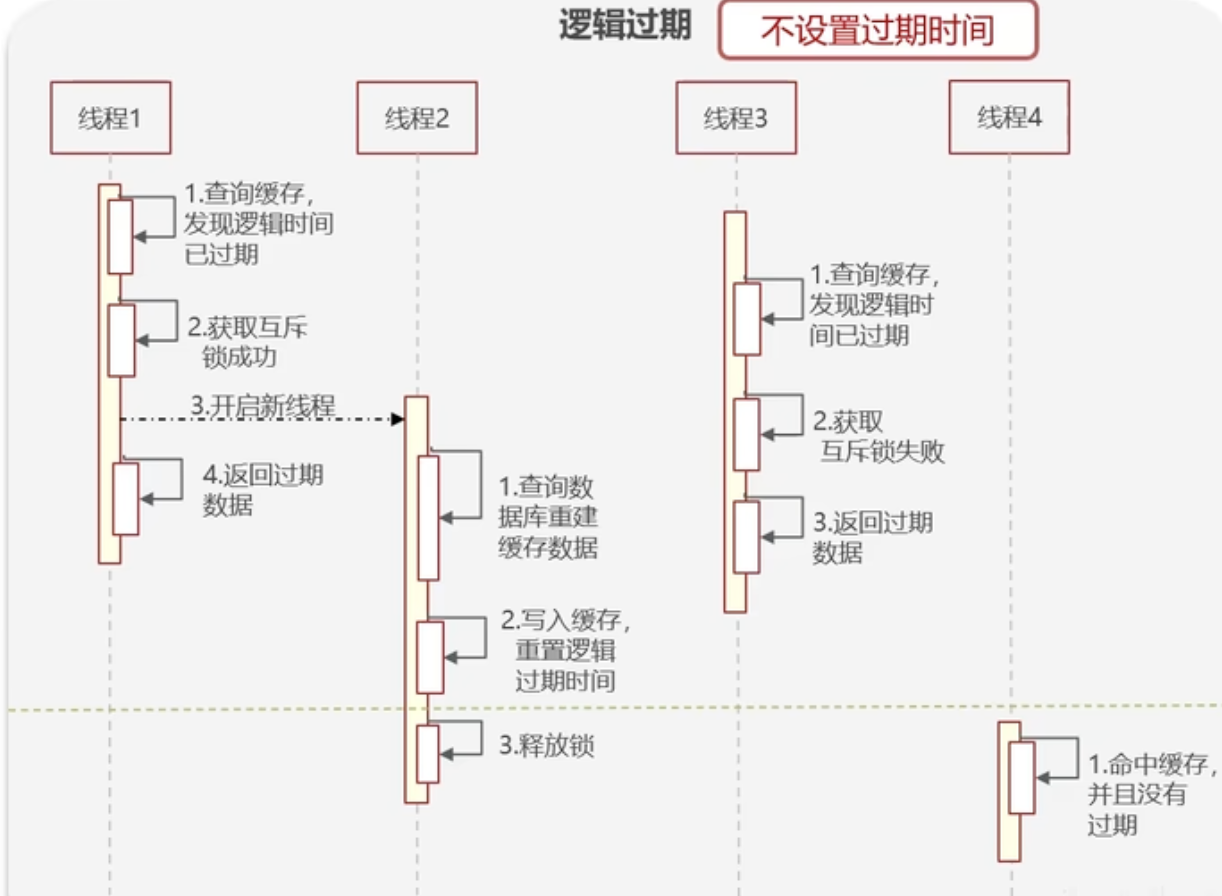 逻辑过期
不设置过期时间
线程1
线程2
线程3
线程4
1.查询缓存，
发现逻辑时间
已过期
2.获取互斥
锁成功
3.开启新线程
4.返回过期
数据
1.查询数
据库重建
缓存数据
2.写入缓存，
重置逻辑
过期时间
3.释放锁
1.查询缓存，
发现逻辑时
间已过期
2.获取
互斥锁失败
3.返回过期
数据
1.命中缓存，
并且没有
过期